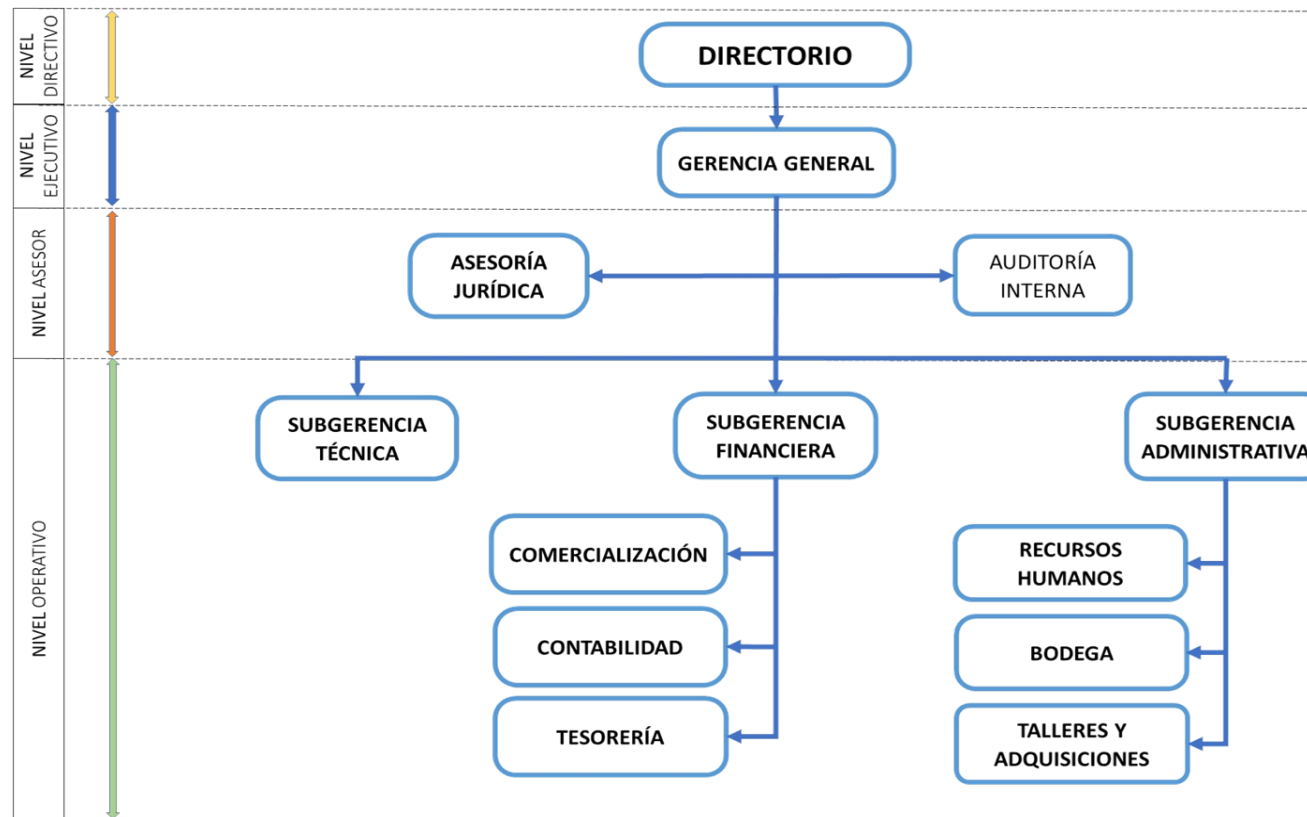 NIVEL
DIRECTIVO
DIRECTORIO
NIVEL
EJECUTIVO
GERENCIA GENERAL
NIVEL ASESOR
ASESORÍA
JURÍDICA
AUDITORÍA
INTERNA
NIVEL OPERATIVO
SUBGERENCIA
TÉCNICA
SUBGERENCIA
FINANCIERA
SUBGERENCIA
ADMINISTRATIVA
COMERCIALIZACIÓN
CONTABILIDAD
TESORERÍA
RECURSOS
HUMANOS
BODEGA
TALLERES Y
ADQUISICIONES